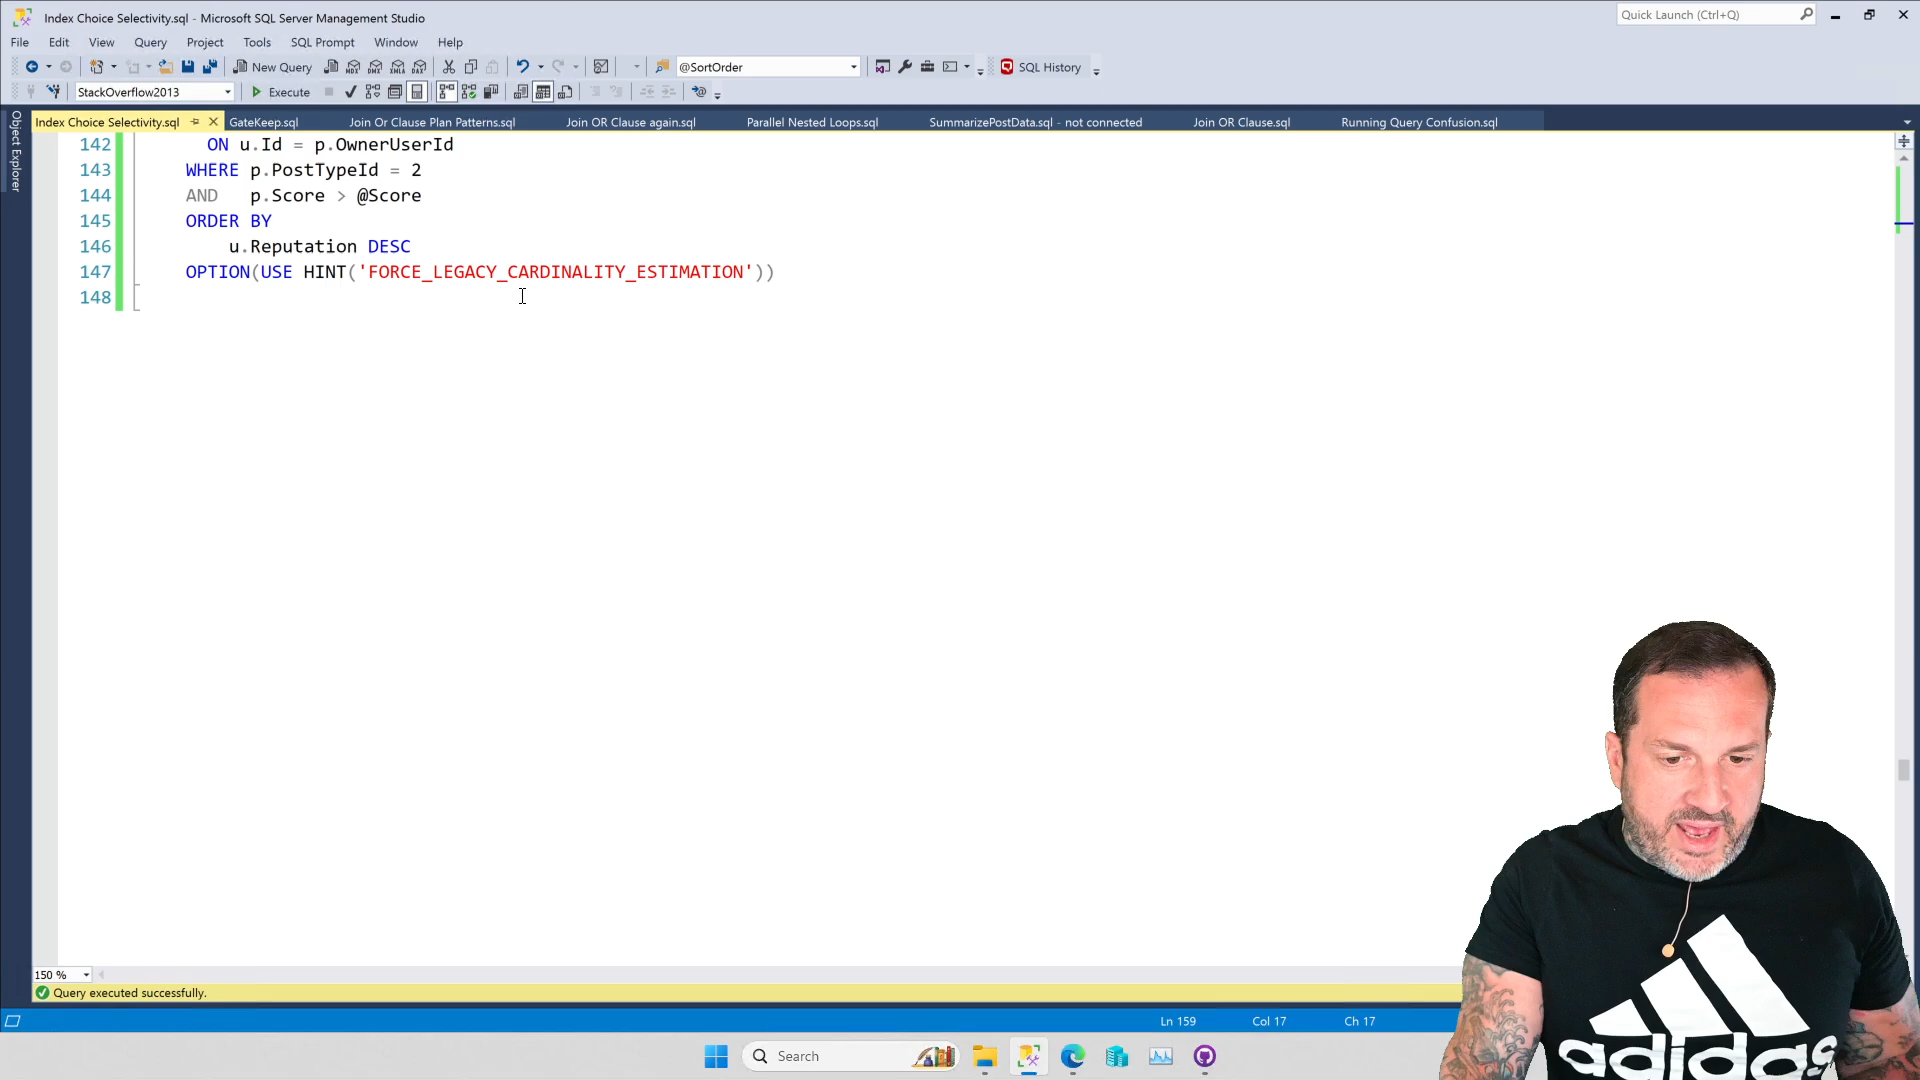 Index Choice Selectivity.sql - Microsoft SQL Server Management Studio
Quick Launch (Ctrl+Q)
File Edit View Query Project Tools SQL Prompt Window Help
New Query @SortOrder SQL History
StackOverflow2013 Execute
Index Choice Selectivity.sql GateKeep.sql Join Or Clause Plan Patterns.sql Join OR Clause again.sql Parallel Nested Loops.sql SummarizePostData.sql - not connected Join OR Clause.sql Running Query Confusion.sql
Object Explorer
142 ON u.Id = p.OwnerUserId
143 WHERE p.PostTypeId = 2
144 AND p.Score > @Score
145 ORDER BY
146 u.Reputation DESC
147 OPTION(USE HINT('FORCE_LEGACY_CARDINALITY_ESTIMATION'))
148
150 %
Query executed successfully.
Ln 159 Col 17 Ch 17
Search
adidas